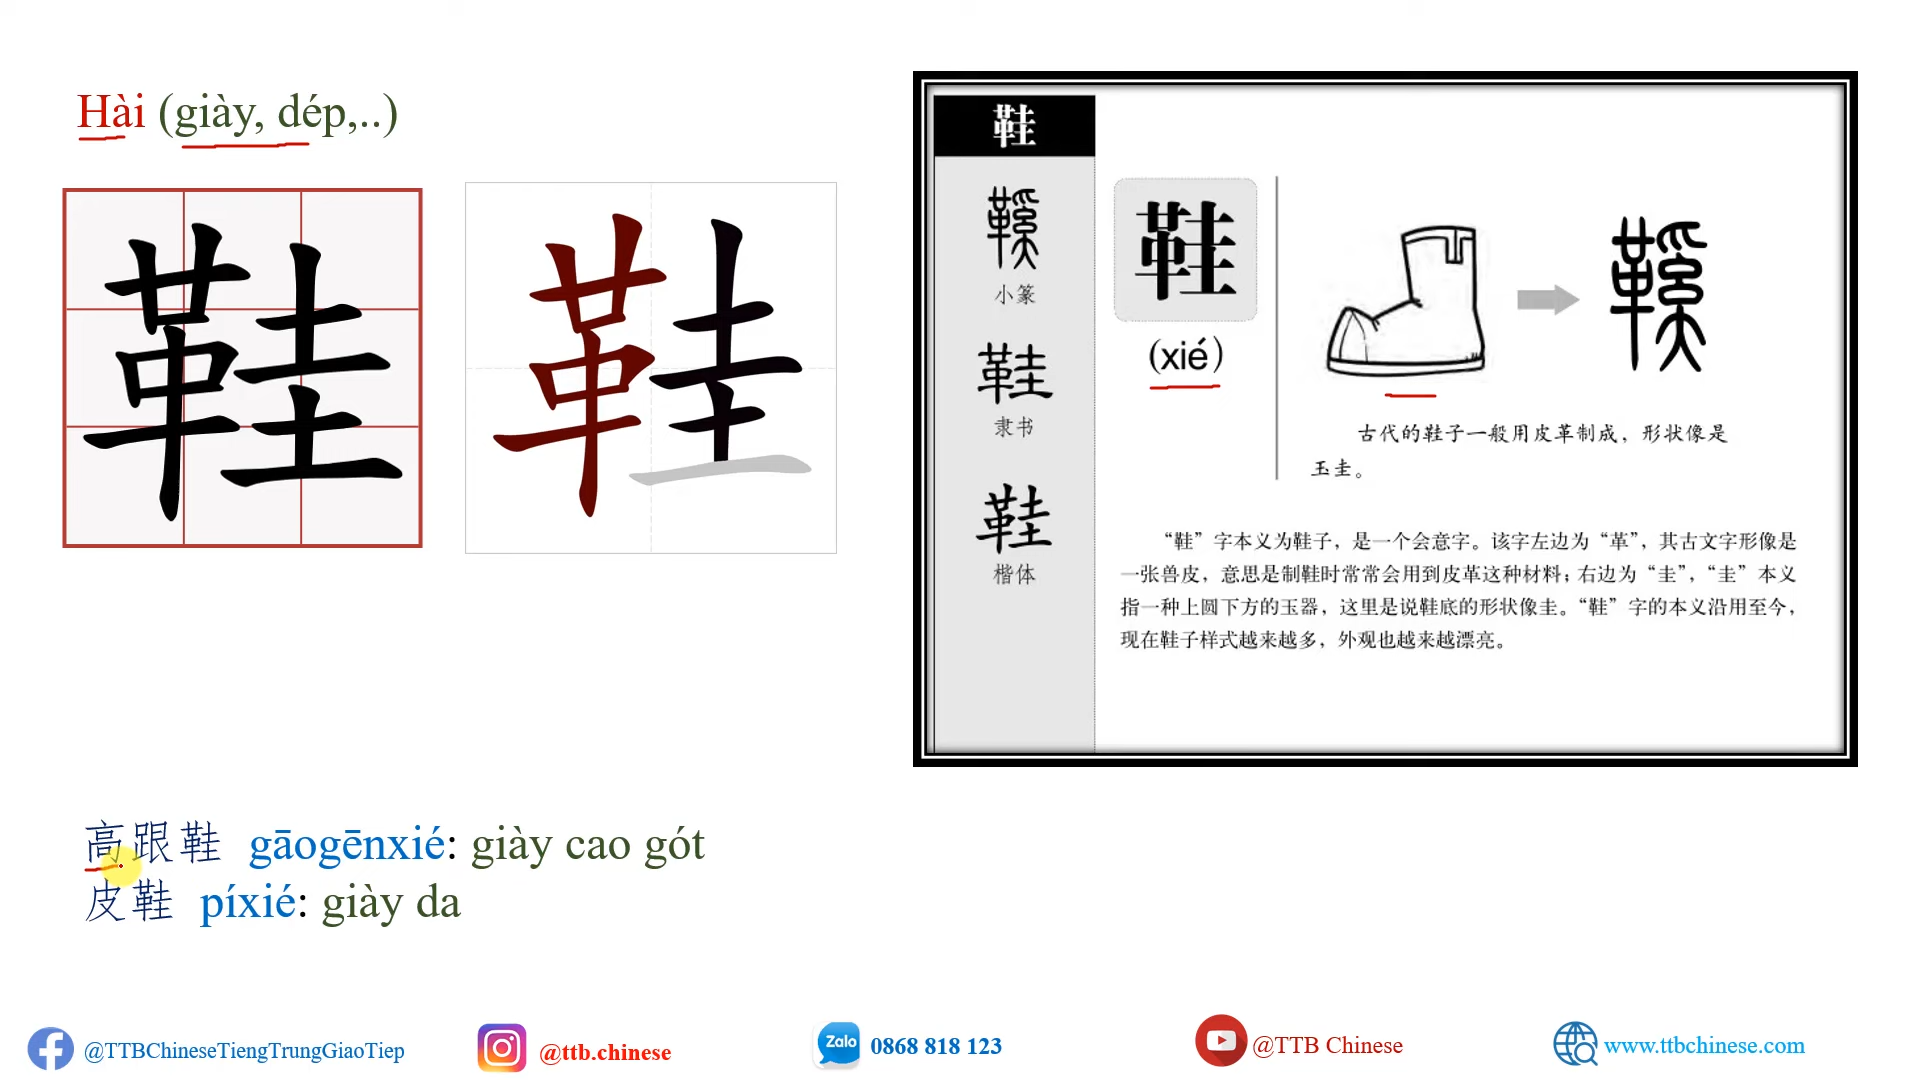 Hài (giày, dép,..)
鞋
鞋
鞋
小篆
鞋
隶书
鞋
楷体
鞋
(xié)
古代的鞋子一般用皮革制成，形状像是
玉圭。
“鞋”字本义为鞋子，是一个会意字。该字左边为“革”，其古文字形像是
一张兽皮，意思是制鞋时常常会用到皮革这种材料；右边为“圭”，“圭”本义
指一种上圆下方的玉器，这里是说鞋底的形状像圭。“鞋”字的本义沿用至今，
现在鞋子样式越来越多，外观也越来越漂亮。
高跟鞋 gāogēnxié: giày cao gót
皮鞋 píxié: giày da
@TTBChineseTiengTrungGiaoTiep
@ttb.chinese
Zalo 0868 818 123
@TTB Chinese
www.ttbchinese.com